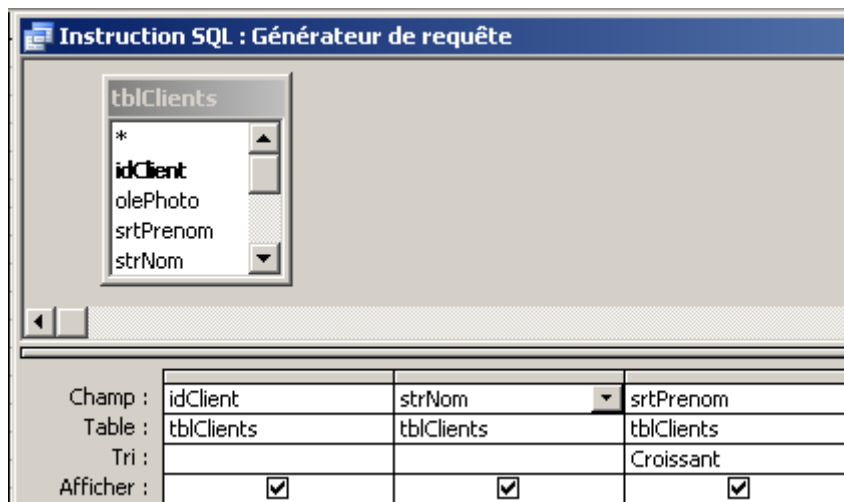 Instruction SQL : Générateur de requête
tblClients
*
idClient
olePhoto
srtPrenom
strNom
Champ : idClient strNom srtPrenom
Table : tblClients tblClients tblClients
Tri : Croissant
Afficher :